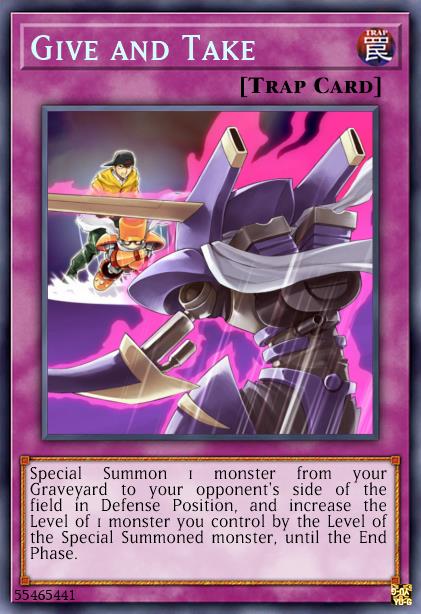 Give and Take
TRAP
罠
[Trap Card]
Special Summon 1 monster from your
Graveyard to your opponent's side of the
field in Defense Position, and increase the
Level of 1 monster you control by the Level
of the Special Summoned monster, until the End
Phase.
55465441